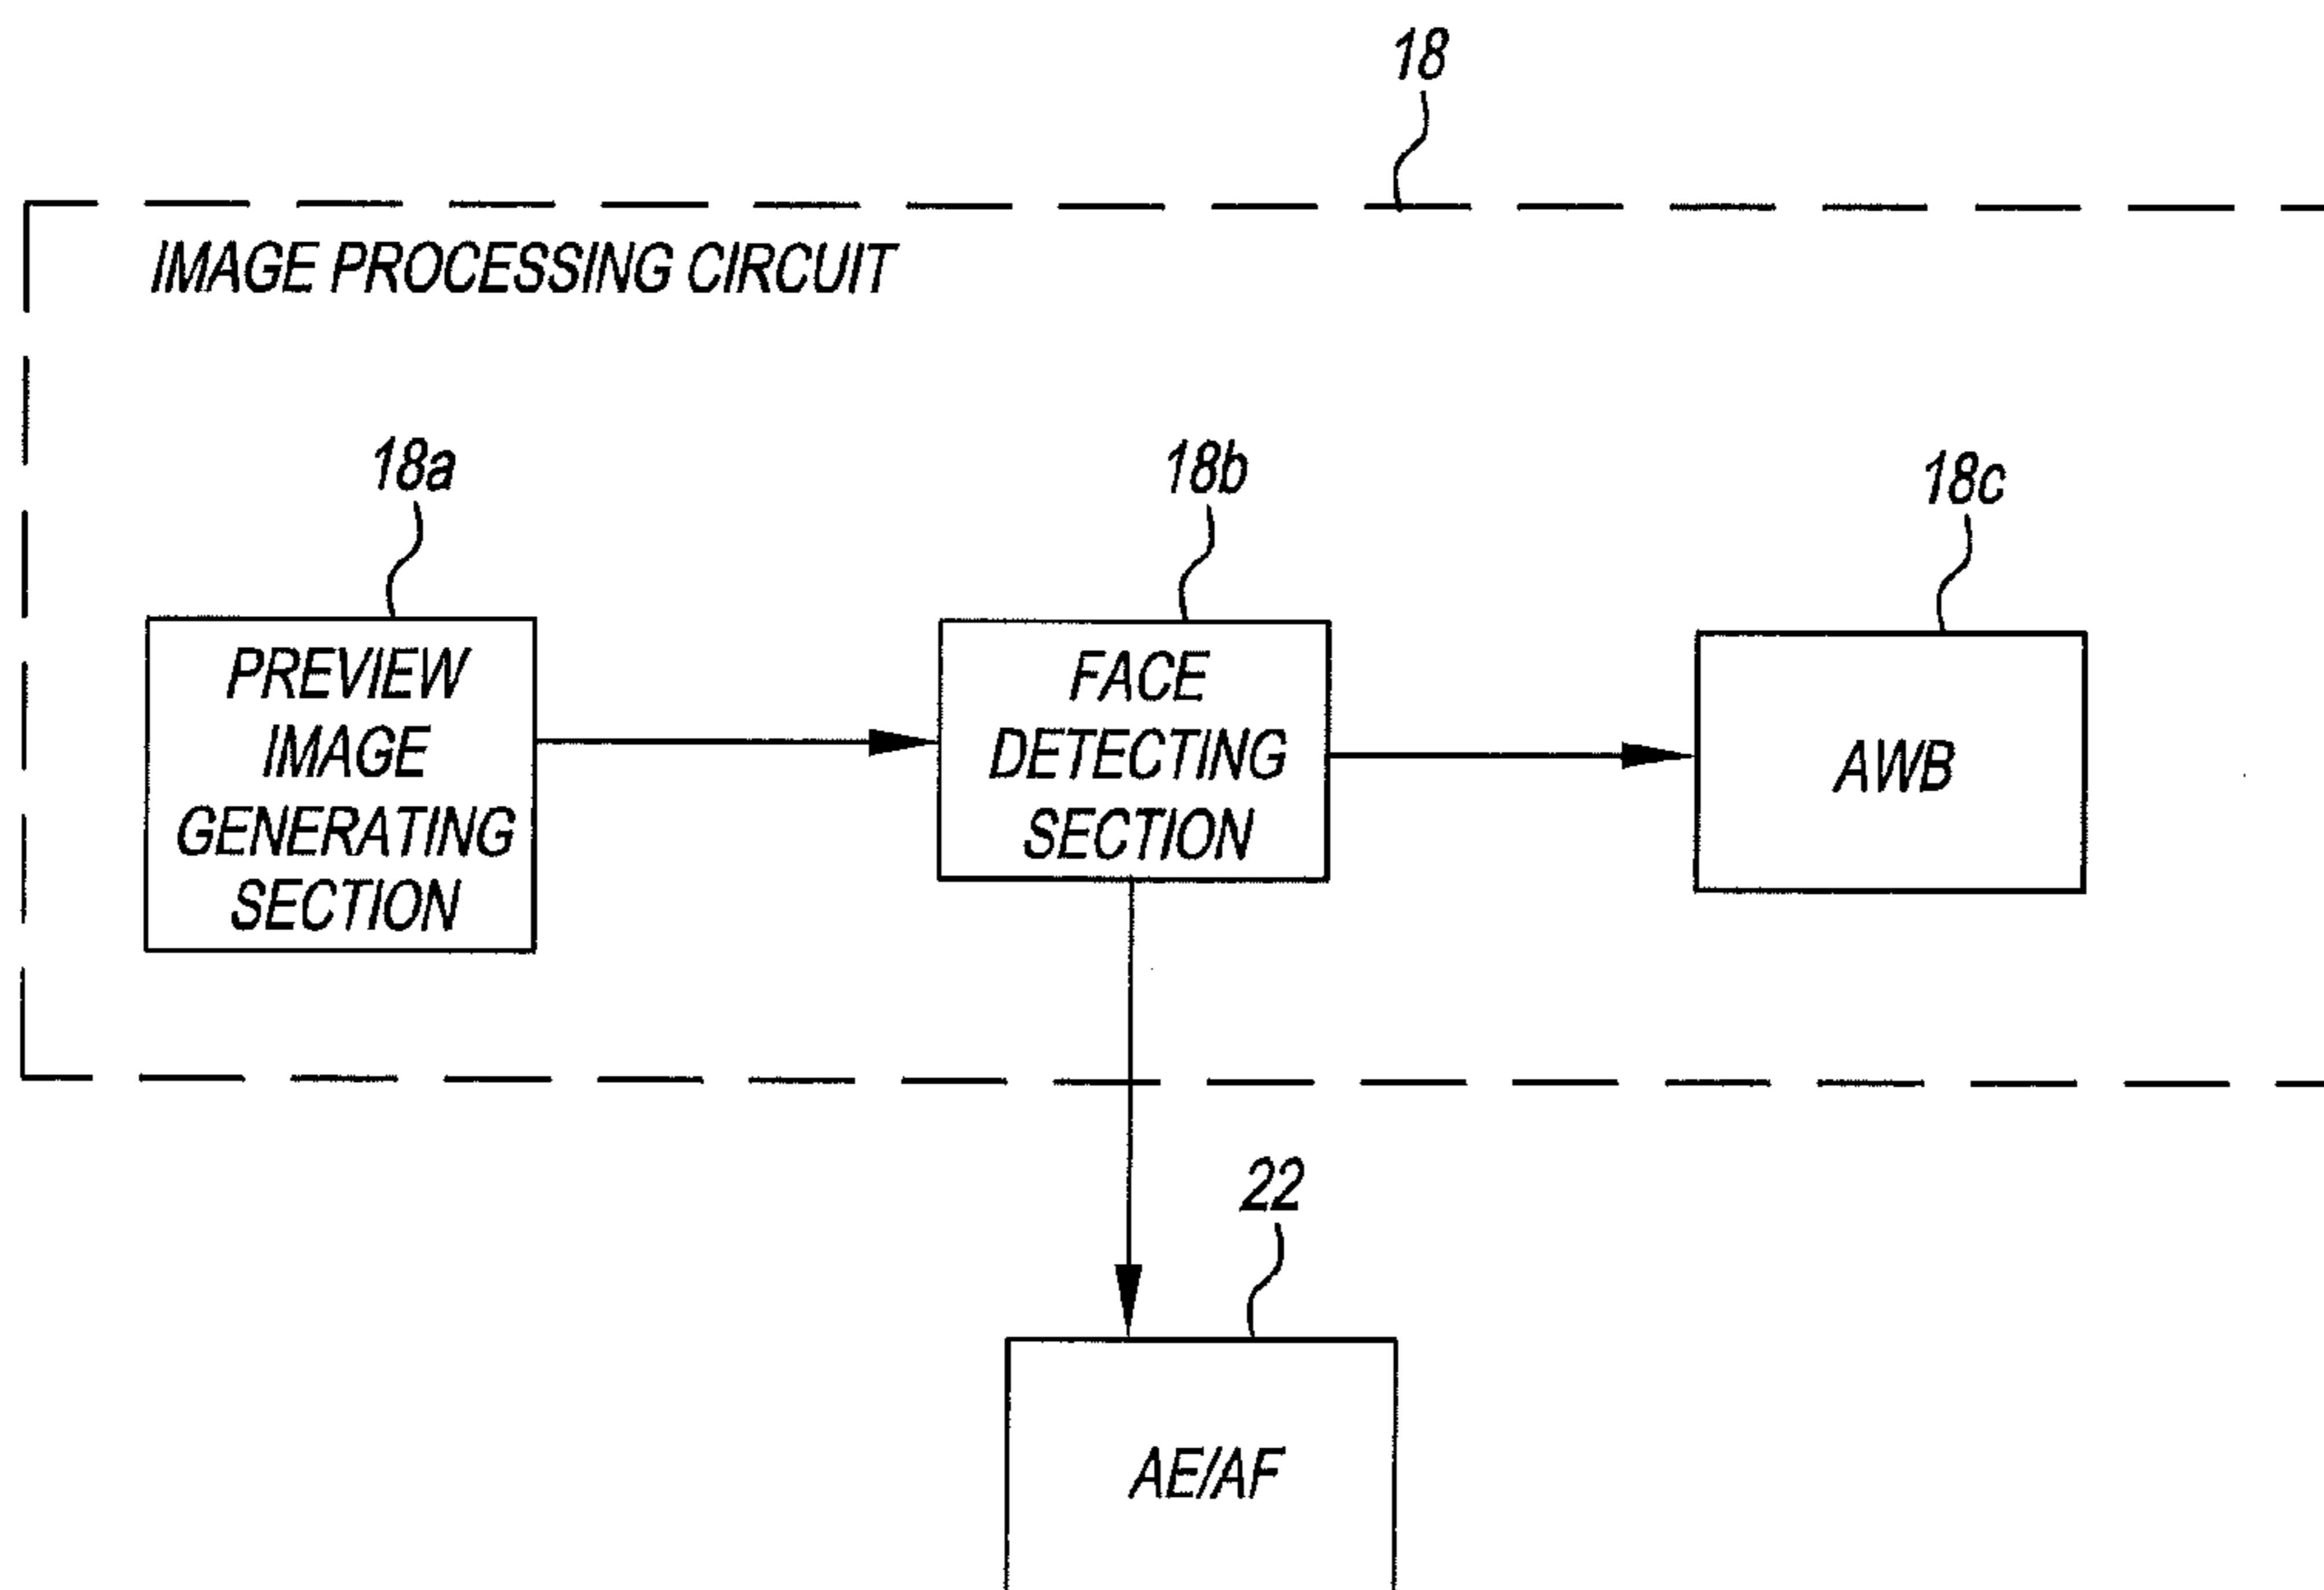 18
IMAGE PROCESSING CIRCUIT
18a
18b
18c
PREVIEW
IMAGE
GENERATING
SECTION
FACE
DETECTING
SECTION
AWB
22
AE/AF